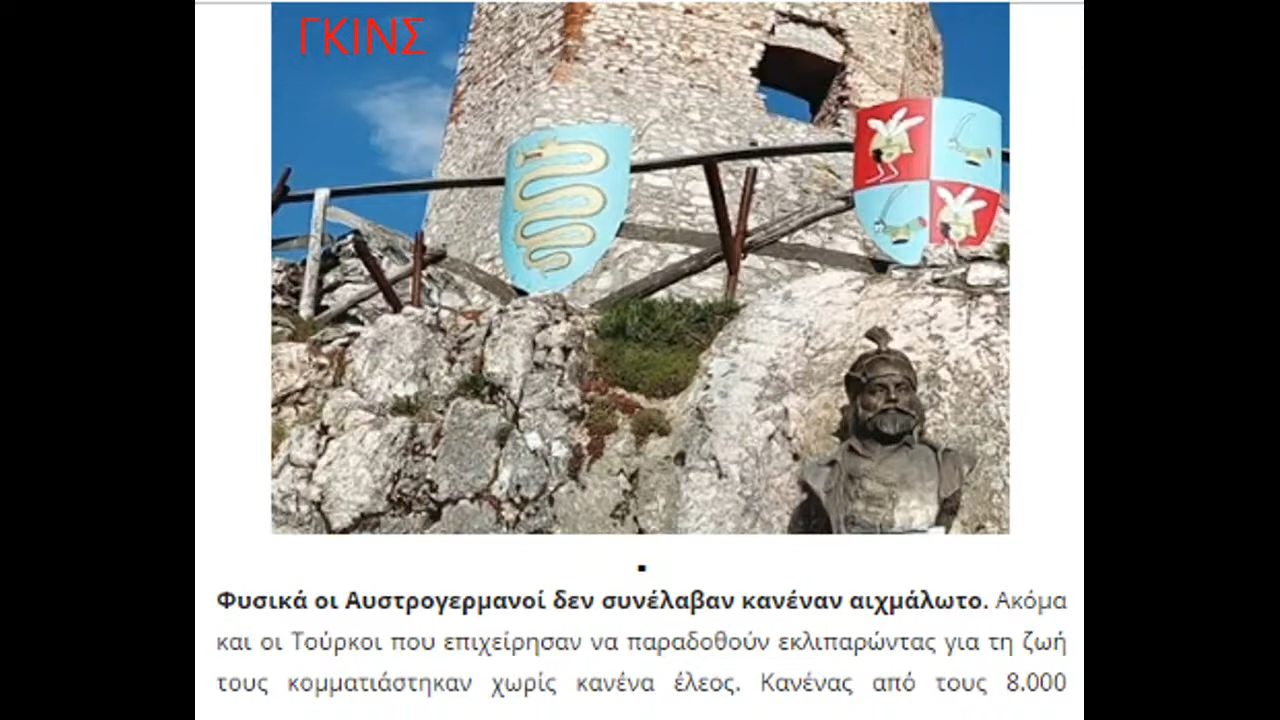 ΓΚΙΝΣ
Φυσικά οι Αυστρογερμανοί δεν συνέλαβαν κανέναν αιχμάλωτο. Ακόμα
και οι Τούρκοι που επιχείρησαν να παραδοθούν εκλιπαρώντας για τη ζωή
τους κομματιάστηκαν χωρίς κανένα έλεος. Κανένας από τους 8.000